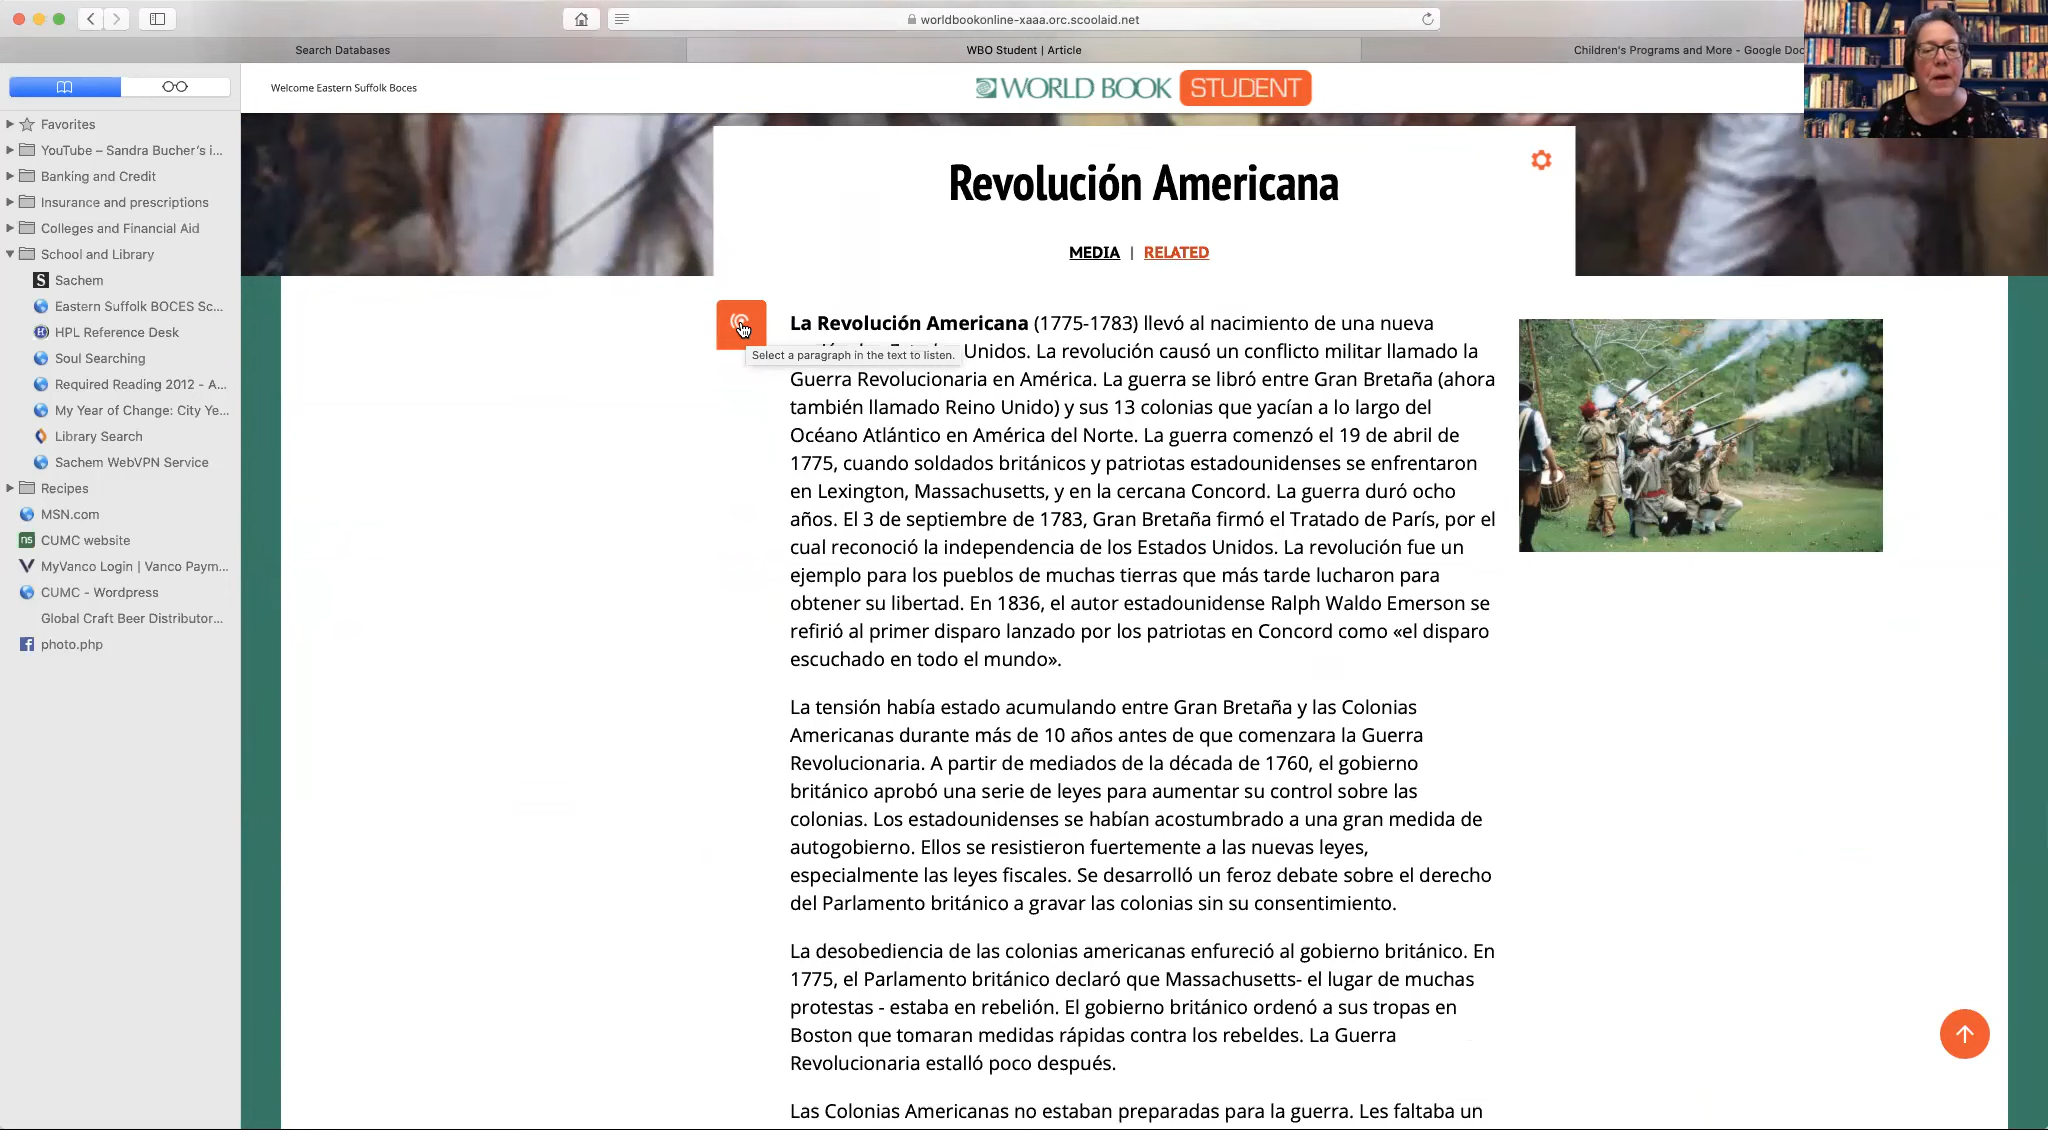 worldbookonline-xaaa.orc.scoolaid.net
Search Databases
WBO Student | Article
Children's Programs and More - Google Doc
Welcome Eastern Suffolk Boces
WORLD BOOK STUDENT
Favorites
YouTube – Sandra Bucher's i...
Banking and Credit
Insurance and prescriptions
Colleges and Financial Aid
School and Library
S Sachem
Eastern Suffolk BOCES Sc...
HPL Reference Desk
Soul Searching
Required Reading 2012 - A...
My Year of Change: City Ye...
Library Search
Sachem WebVPN Service
Recipes
MSN.com
ns CUMC website
MyVanco Login | Vanco Paym...
CUMC - Wordpress
Global Craft Beer Distributor...
photo.php
Revolución Americana
MEDIA | RELATED
La Revolución Americana (1775-1783) llevó al nacimiento de una nueva
Unidos. La revolución causó un conflicto militar llamado la
Select a paragraph in the text to listen.
Guerra Revolucionaria en América. La guerra se libró entre Gran Bretaña (ahora
también llamado Reino Unido) y sus 13 colonias que yacían a lo largo del
Océano Atlántico en América del Norte. La guerra comenzó el 19 de abril de
1775, cuando soldados británicos y patriotas estadounidenses se enfrentaron
en Lexington, Massachusetts, y en la cercana Concord. La guerra duró ocho
años. El 3 de septiembre de 1783, Gran Bretaña firmó el Tratado de París, por el
cual reconoció la independencia de los Estados Unidos. La revolución fue un
ejemplo para los pueblos de muchas tierras que más tarde lucharon para
obtener su libertad. En 1836, el autor estadounidense Ralph Waldo Emerson se
refirió al primer disparo lanzado por los patriotas en Concord como «el disparo
escuchado en todo el mundo».
La tensión había estado acumulando entre Gran Bretaña y las Colonias
Americanas durante más de 10 años antes de que comenzara la Guerra
Revolucionaria. A partir de mediados de la década de 1760, el gobierno
británico aprobó una serie de leyes para aumentar su control sobre las
colonias. Los estadounidenses se habían acostumbrado a una gran medida de
autogobierno. Ellos se resistieron fuertemente a las nuevas leyes,
especialmente las leyes fiscales. Se desarrolló un feroz debate sobre el derecho
del Parlamento británico a gravar las colonias sin su consentimiento.
La desobediencia de las colonias americanas enfureció al gobierno británico. En
1775, el Parlamento británico declaró que Massachusetts- el lugar de muchas
protestas - estaba en rebelión. El gobierno británico ordenó a sus tropas en
Boston que tomaran medidas rápidas contra los rebeldes. La Guerra
Revolucionaria estalló poco después.
Las Colonias Americanas no estaban preparadas para la guerra. Les faltaba un